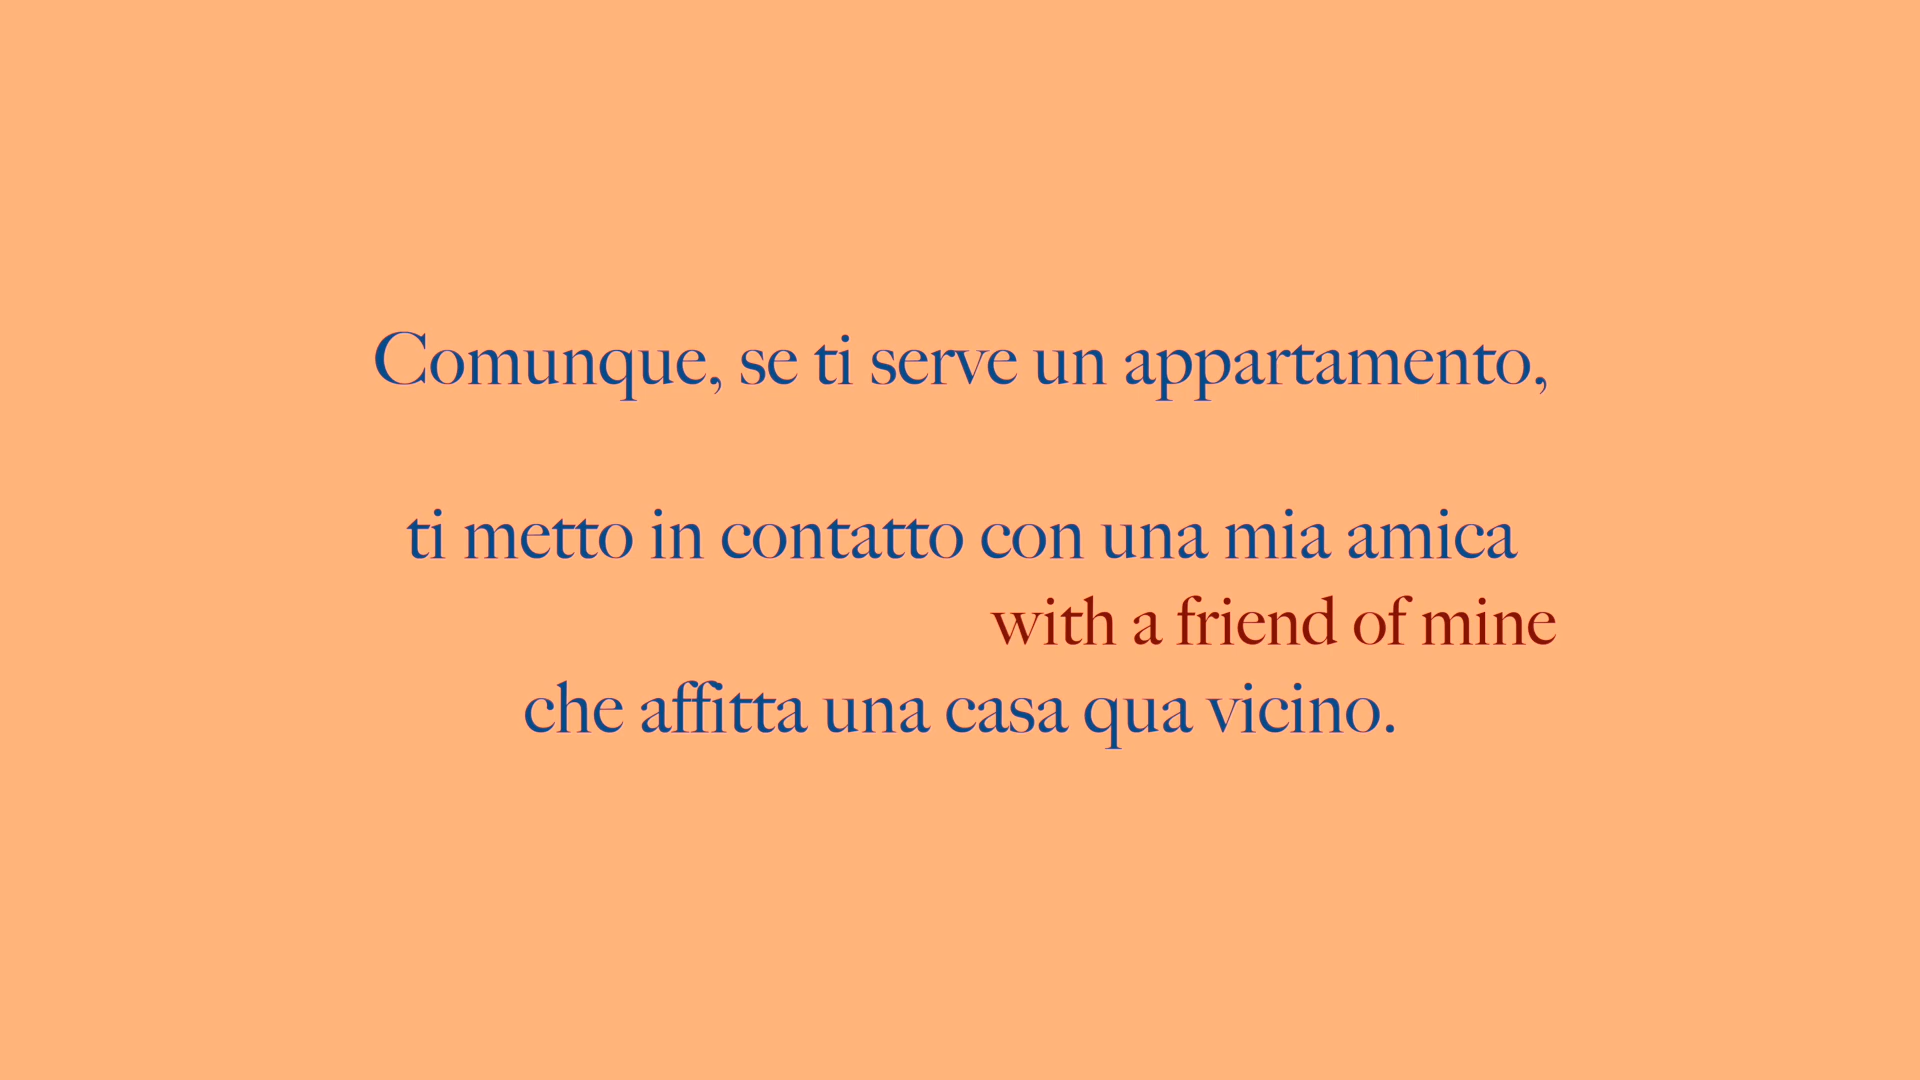 Comunque, se ti serve un appartamento,
ti metto in contatto con una mia amica
with a friend of mine
che affitta una casa qua vicino.